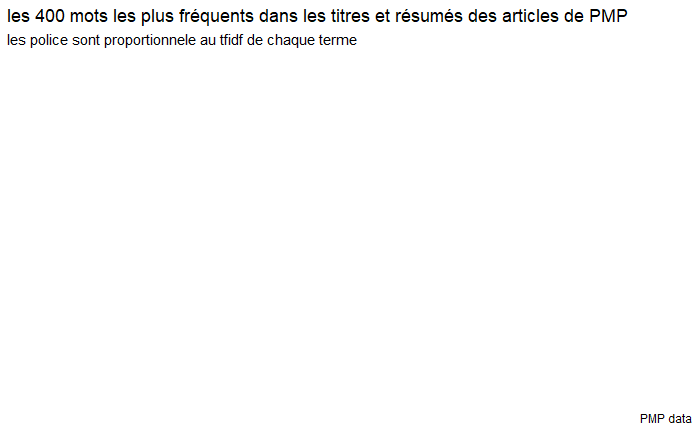 les 400 mots les plus fréquents dans les titres et résumés des articles de PMP
les police sont proportionnele au tfidf de chaque terme
PMP data